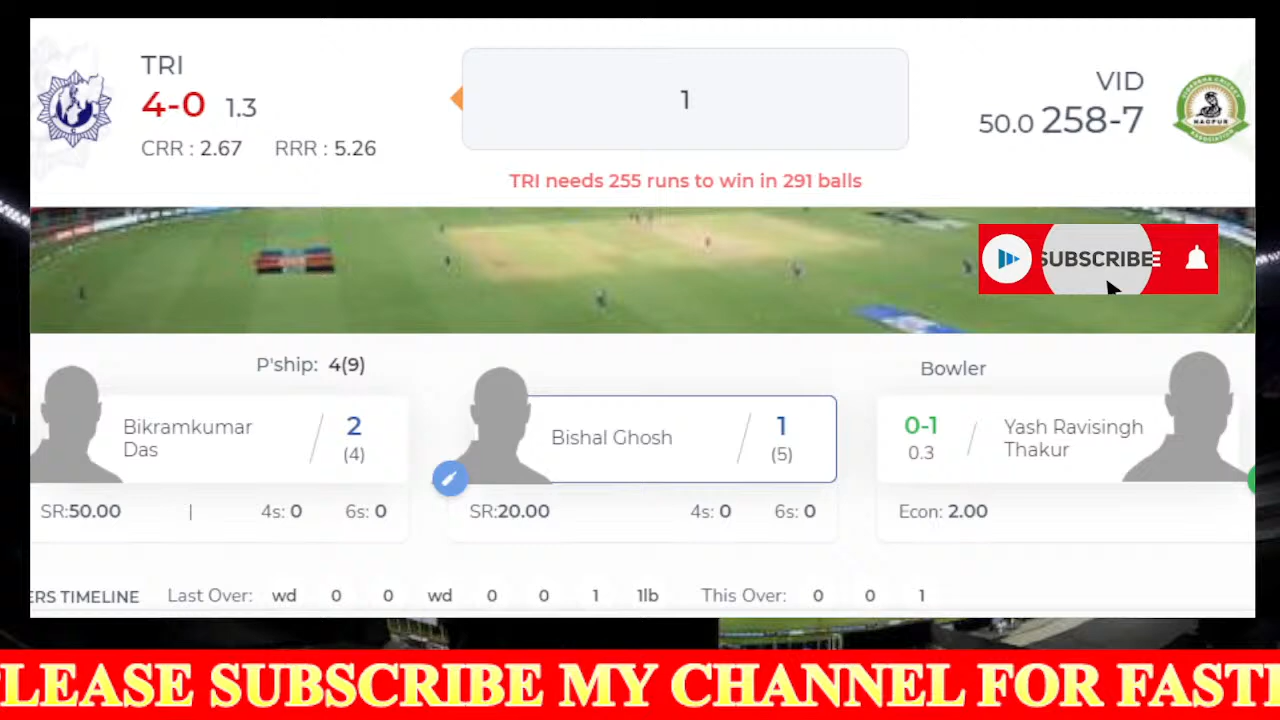 TRI
4-0 1.3
CRR : 2.67 RRR : 5.26
1
VID
50.0 258-7
NAGPUR
TRI needs 255 runs to win in 291 balls
SUBSCRIBE
P'ship: 4(9)
Bowler
Bikramkumar
Das
2
(4)
Bishal Ghosh
1
(5)
0-1
0.3
Yash Ravisingh
Thakur
SR:50.00 | 4s: 0 6s: 0
SR:20.00 4s: 0 6s: 0
Econ: 2.00
ERS TIMELINE Last Over: wd 0 0 wd 0 0 1 1lb This Over: 0 0 1
LEASE SUBSCRIBE MY CHANNEL FOR FASTE